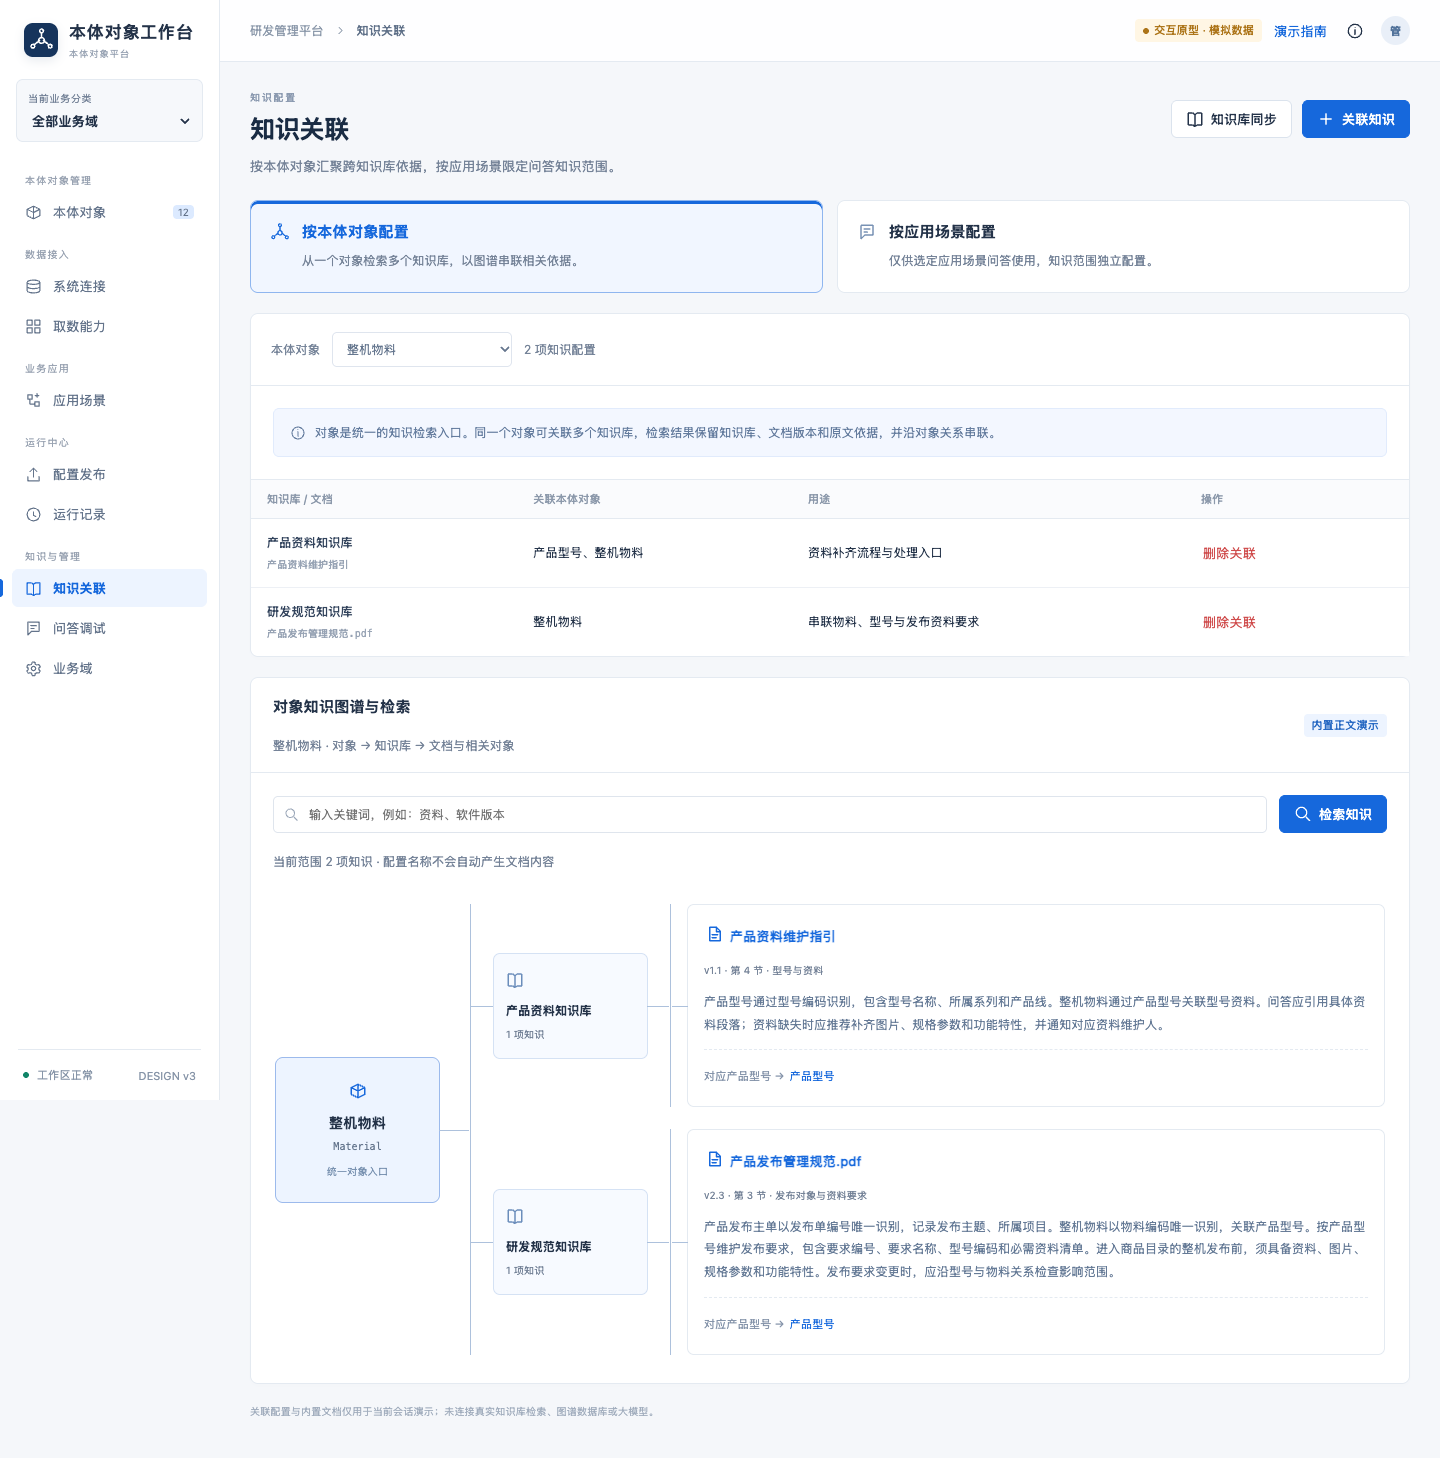 本体对象工作台
本体对象平台
当前业务分类
全部业务域
本体对象管理
本体对象
12
数据接入
系统连接
取数能力
业务应用
应用场景
运行中心
配置发布
运行记录
知识与管理
知识关联
问答调试
业务域
工作区正常
DESIGN v3
研发管理平台
知识关联
交互原型 · 模拟数据
演示指南
管
知识配置
知识关联
按本体对象汇聚跨知识库依据，按应用场景限定问答知识范围。
知识库同步
关联知识
按本体对象配置
从一个对象检索多个知识库，以图谱串联相关依据。
按应用场景配置
仅供选定应用场景问答使用，知识范围独立配置。
本体对象
整机物料
2 项知识配置
对象是统一的知识检索入口。同一个对象可关联多个知识库，检索结果保留知识库、文档版本和原文依据，并沿对象关系串联。
知识库 / 文档
关联本体对象
用途
操作
产品资料知识库
产品资料维护指引
产品型号、整机物料
资料补齐流程与处理入口
删除关联
研发规范知识库
产品发布管理规范.pdf
整机物料
串联物料、型号与发布资料要求
删除关联
对象知识图谱与检索
整机物料 · 对象 → 知识库 → 文档与相关对象
内置正文演示
输入关键词，例如：资料、软件版本
检索知识
当前范围 2 项知识 · 配置名称不会自动产生文档内容
整机物料
Material
统一对象入口
产品资料知识库
1 项知识
产品资料维护指引
v1.1 · 第 4 节 · 型号与资料
产品型号通过型号编码识别，包含型号名称、所属系列和产品线。整机物料通过产品型号关联型号资料。问答应引用具体资
料段落；资料缺失时应推荐补齐图片、规格参数和功能特性，并通知对应资料维护人。
对应产品型号 → 产品型号
研发规范知识库
1 项知识
产品发布管理规范.pdf
v2.3 · 第 3 节 · 发布对象与资料要求
产品发布主单以发布单编号唯一识别，记录发布主题、所属项目。整机物料以物料编码唯一识别，关联产品型号。按产品型
号维护发布要求，包含要求编号、要求名称、型号编码和必需资料清单。进入商品目录的整机发布前，须具备资料、图片、
规格参数和功能特性。发布要求变更时，应沿型号与物料关系检查影响范围。
对应产品型号 → 产品型号
关联配置与内置文档仅用于当前会话演示；未连接真实知识库检索、图谱数据库或大模型。